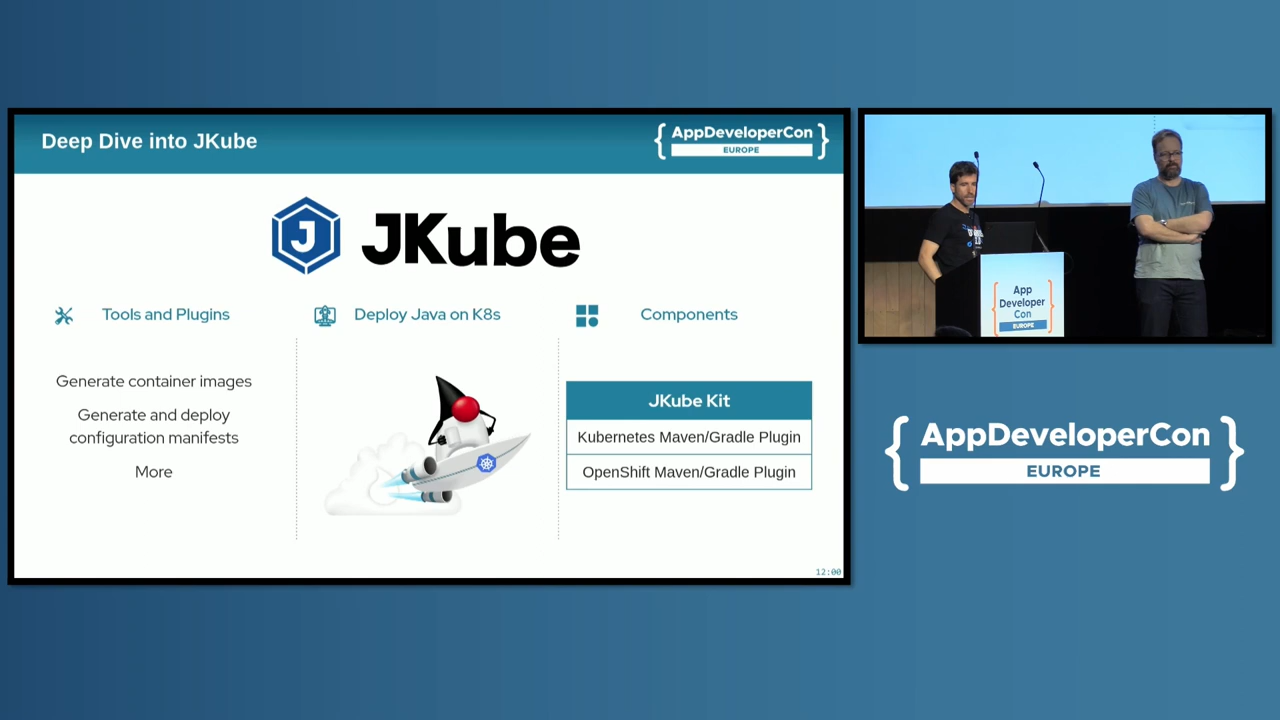 Deep Dive into JKube
{ AppDeveloperCon }
EUROPE
J
JKube
Tools and Plugins
Deploy Java on K8s
Components
Generate container images
Generate and deploy
configuration manifests
More
JKube Kit
Kubernetes Maven/Gradle Plugin
OpenShift Maven/Gradle Plugin
12:00
App
Developer
Con
EUROPE
{ AppDeveloperCon }
EUROPE